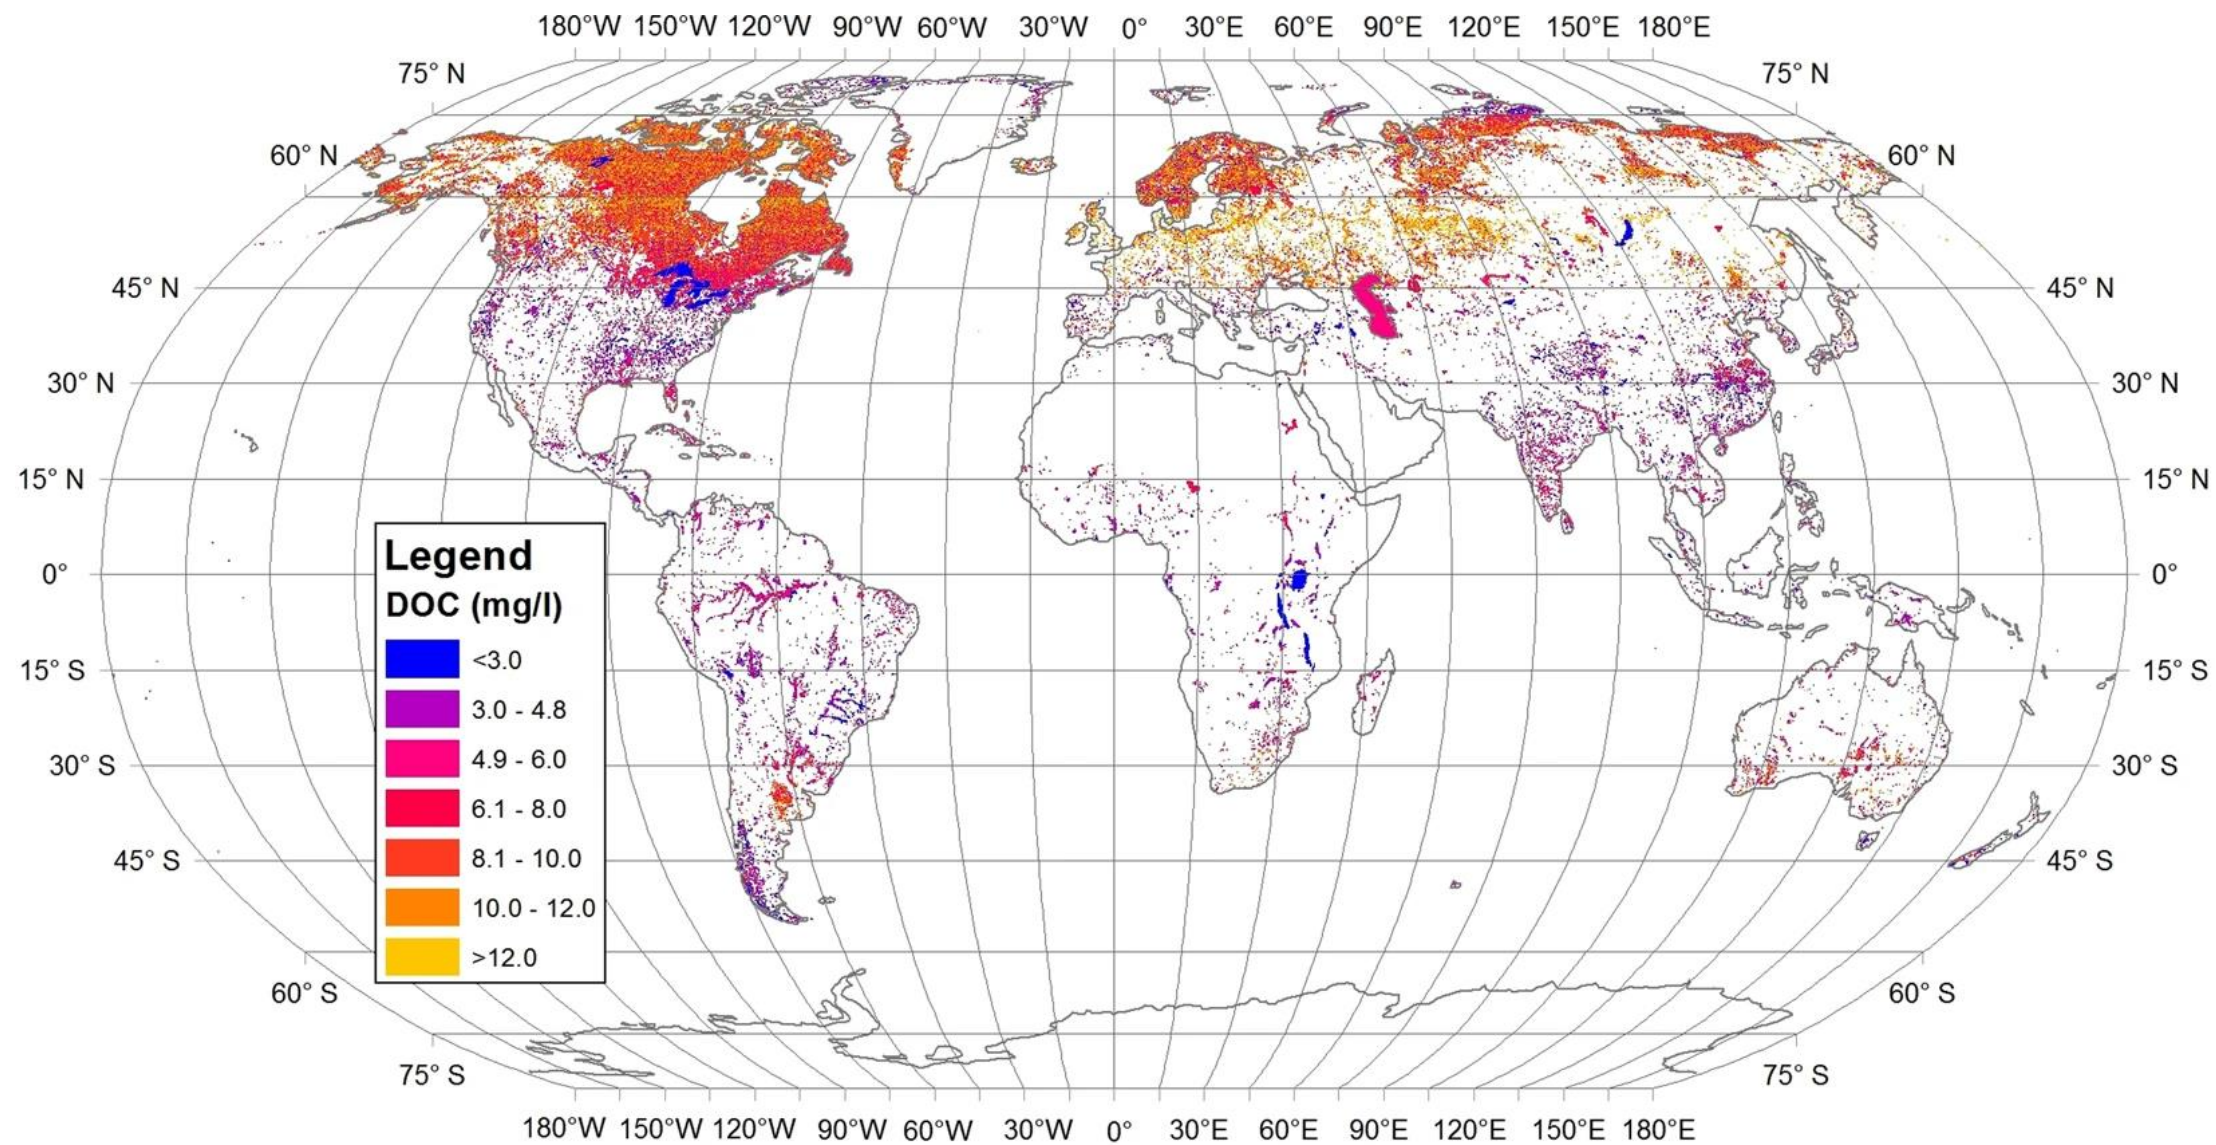 180°W 150°W 120°W 90°W 60°W 30°W 0° 30°E 60°E 90°E 120°E 150°E 180°E
75° N 75° N
60° N 60° N
45° N 45° N
30° N 30° N
15° N 15° N
0° 0°
15° S 15° S
30° S 30° S
45° S 45° S
60° S 60° S
75° S 75° S
Legend
DOC (mg/l)
<3.0
3.0 - 4.8
4.9 - 6.0
6.1 - 8.0
8.1 - 10.0
10.0 - 12.0
>12.0
180°W 150°W 120°W 90°W 60°W 30°W 0° 30°E 60°E 90°E 120°E 150°E 180°E